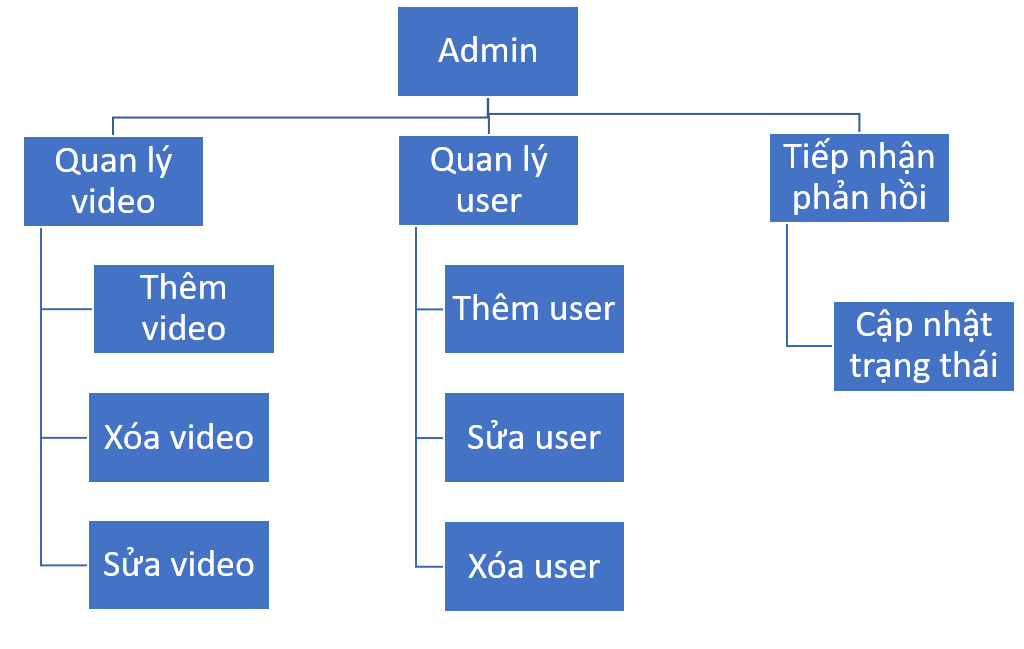 Admin
Quan lý
video
Thêm
video
Xóa video
Sửa video
Quan lý
user
Thêm user
Sửa user
Xóa user
Tiếp nhận
phản hồi
Cập nhật
trạng thái